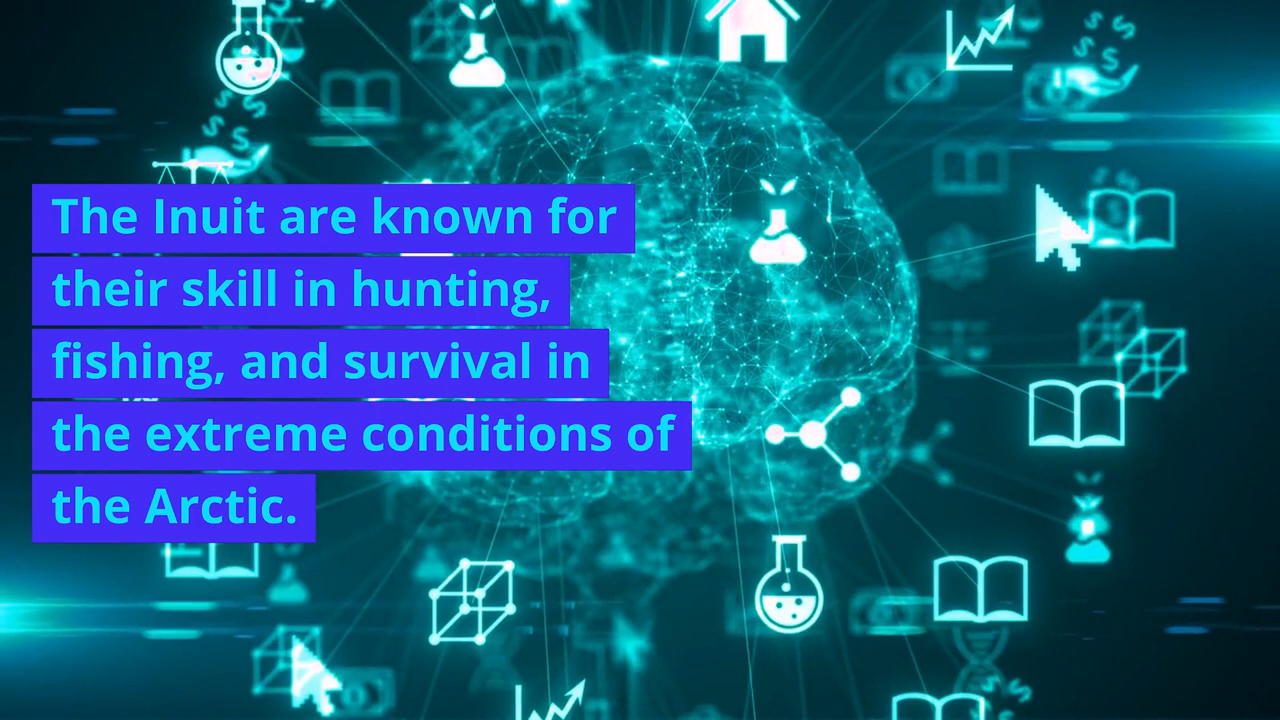 The Inuit are known for
their skill in hunting,
fishing, and survival in
the extreme conditions of
the Arctic.